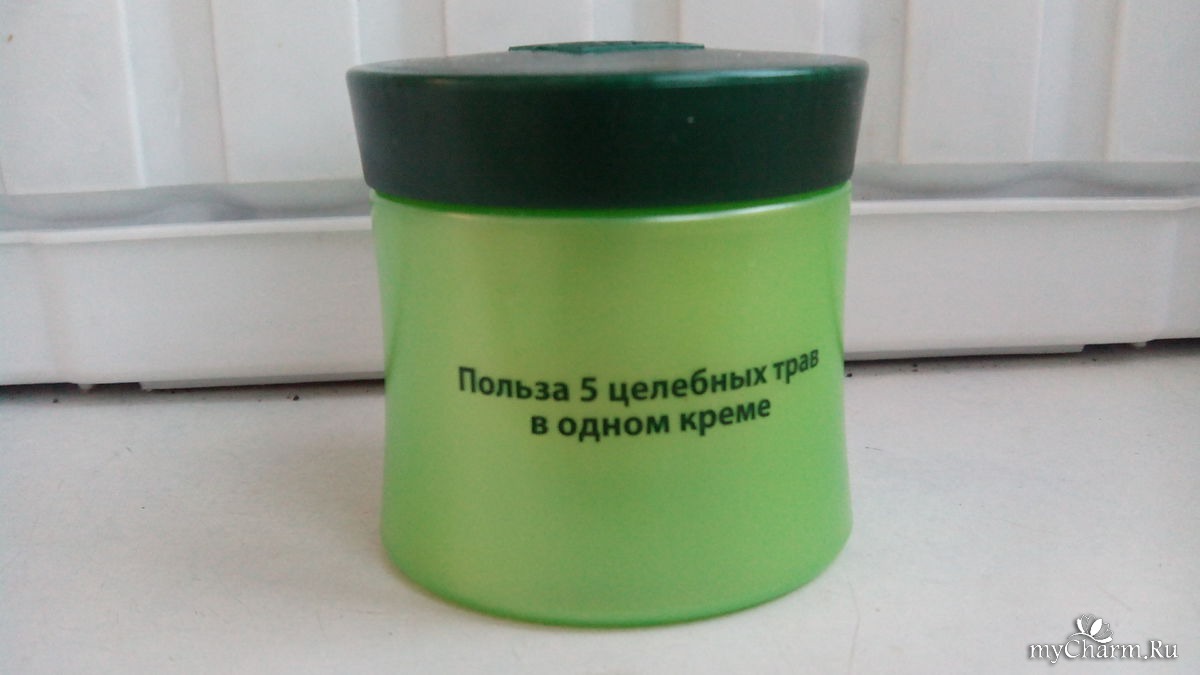 Польза 5 целебных трав
в одном креме
myCharm.Ru